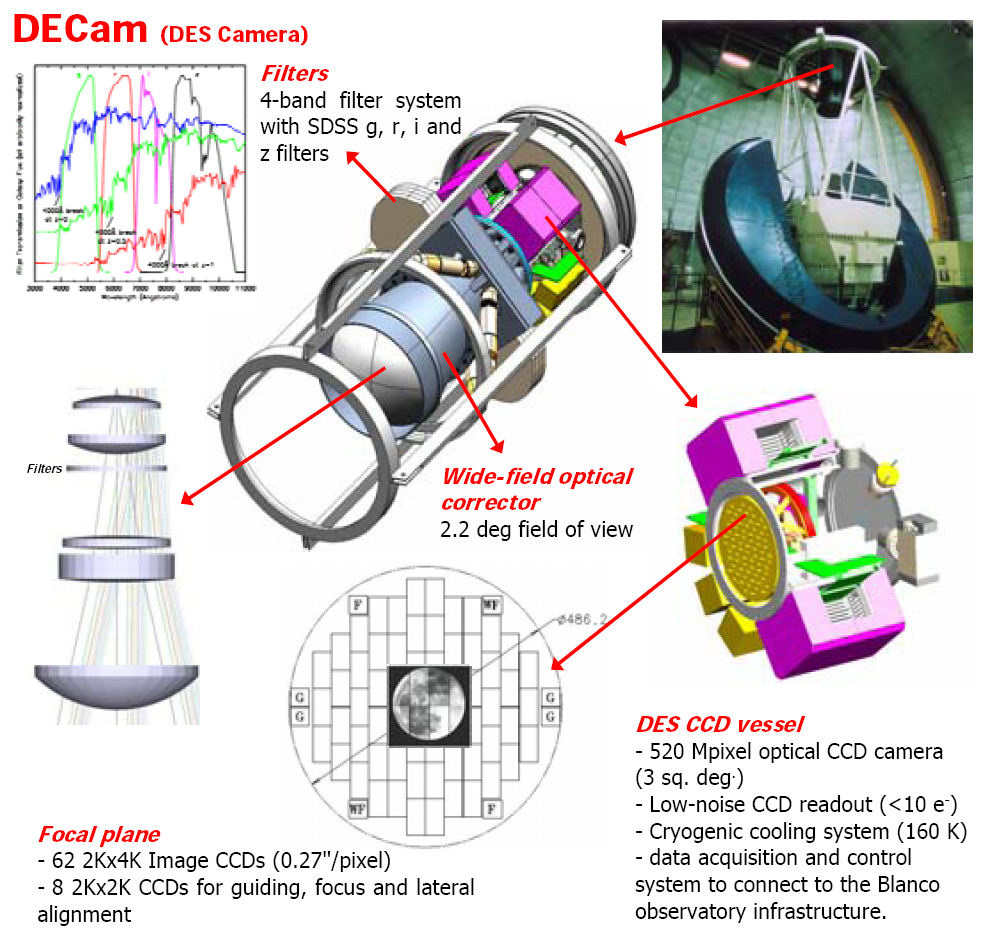 DECam (DES Camera)
Filters
4-band filter system
with SDSS g, r, i and
z filters
4000Å break
at z=0
4000Å break
at z=0.5
4000Å break at z=1
3000 4000 5000 6000 7000 8000 9000 10000 11000
Wavelength (Angstroms)
Filters
Wide-field optical
corrector
2.2 deg field of view
F
WF
Ø486.2
G
G
G
G
WF
F
DES CCD vessel
- 520 Mpixel optical CCD camera
(3 sq. deg.)
- Low-noise CCD readout (<10 e-)
- Cryogenic cooling system (160 K)
- data acquisition and control
system to connect to the Blanco
observatory infrastructure.
Focal plane
- 62 2Kx4K Image CCDs (0.27"/pixel)
- 8 2Kx2K CCDs for guiding, focus and lateral
alignment